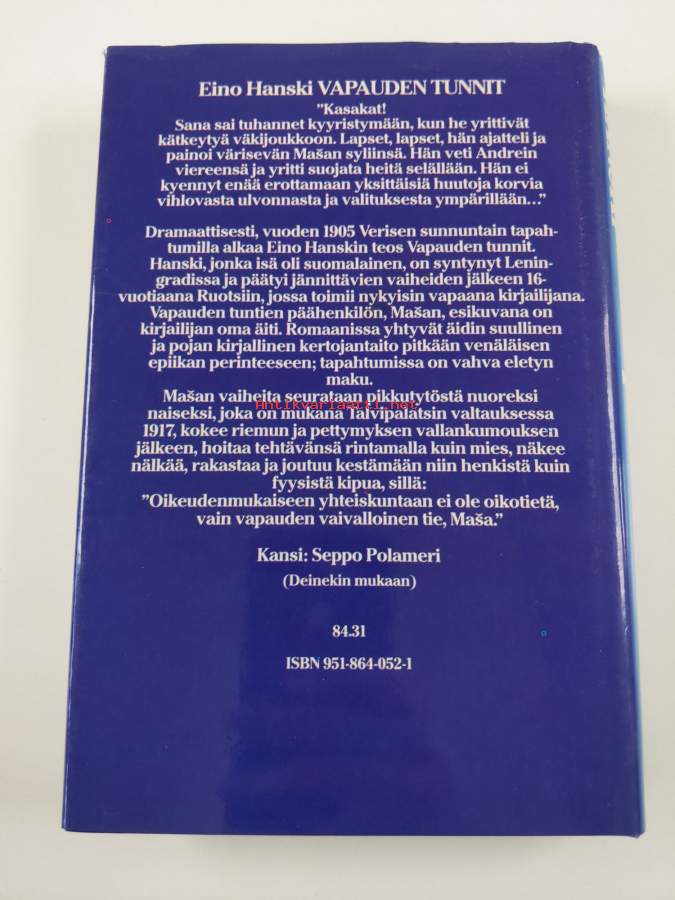 Eino Hanski VAPAUDEN TUNNIT
"Kasakat!
Sana sai tuhannet kyyristymään, kun he yrittivät
kätkeytyä väkijoukkoon. Lapset, lapset, hän ajatteli ja
painoi värisevän Mašan syliinsä. Hän veti Andrein
viereensä ja yritti suojata heitä selällään. Hän ei
kyennyt enää erottamaan yksittäisiä huutoja korvia
vihlovasta ulvonnasta ja valituksesta ympärillään..."
Dramaattisesti, vuoden 1905 Verisen sunnuntain tapah-
tumilla alkaa Eino Hanskin teos Vapauden tunnit.
Hanski, jonka isä oli suomalainen, on syntynyt Lenin-
gradissa ja päätyi jännittävien vaiheiden jälkeen 16-
vuotiaana Ruotsiin, jossa toimii nykyisin vapaana kirjailijana.
Vapauden tuntien päähenkilön, Mašan, esikuvana on
kirjailijan oma äiti. Romaanissa yhtyvät äidin suullinen
ja pojan kirjallinen kertojantaito pitkään venäläisen
epiikan perinteeseen; tapahtumissa on vahva eletyn
maku.
Mašan vaiheita seurataan pikkutytöstä nuoreksi
Antikvariaatti.net
naiseksi, joka on mukana Talvipalatsin valtauksessa
1917, kokee riemun ja pettymyksen vallankumouksen
jälkeen, hoitaa tehtävänsä rintamalla kuin mies, näkee
nälkää, rakastaa ja joutuu kestämään niin henkistä kuin
fyysistä kipua, sillä:
"Oikeudenmukaiseen yhteiskuntaan ei ole oikotietä,
vain vapauden vaivalloinen tie, Maša."
Kansi: Seppo Polameri
(Deinekin mukaan)
84.31
ISBN 951-864-052-1